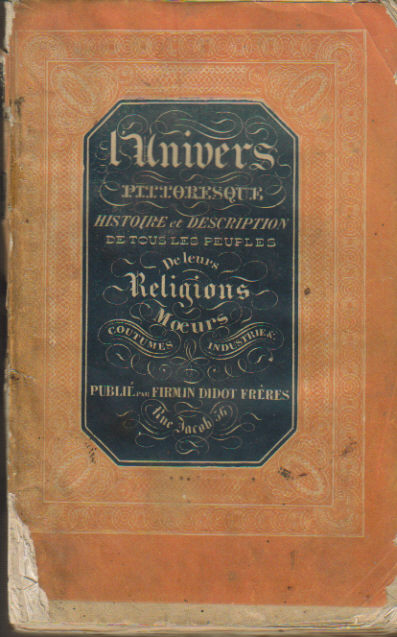 l'Univers
PITTORESQUE
HISTOIRE et DESCRIPTION
DE TOUS LES PEUPLES
De leurs
Religions
Mœurs
COUTUMES INDUSTRIE &c
PUBLIÉ PAR FIRMIN DIDOT FRÈRES
Rue Jacob 56